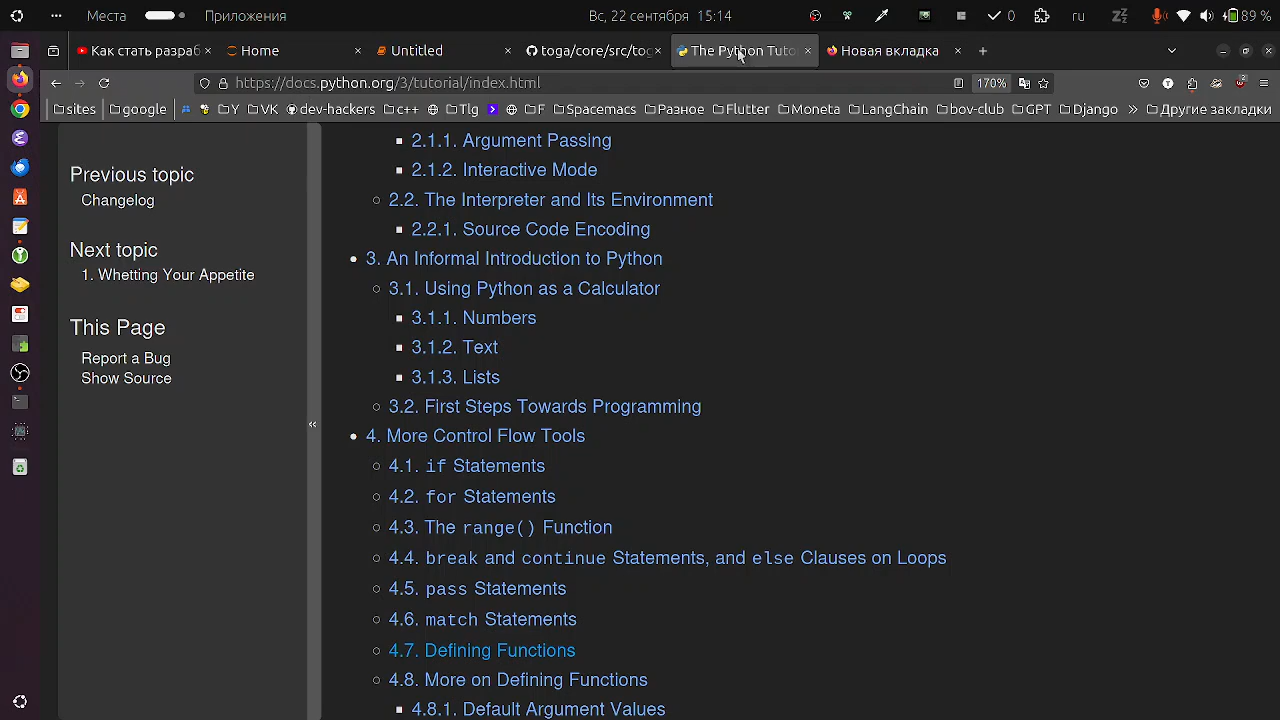 Места
Приложения
Вс, 22 сентября 15:14
0
ru
89 %
Как стать разраб
Home
Untitled
toga/core/src/tog
The Python Tuto
Новая вкладка
https://docs.python.org/3/tutorial/index.html
170%
sites
google
Y
VK
dev-hackers
c++
Tlg
F
Spacemacs
Разное
Flutter
Moneta
LangChain
bov-club
GPT
Django
Другие закладки
Previous topic
Changelog
Next topic
1. Whetting Your Appetite
This Page
Report a Bug
Show Source
«
2.1.1. Argument Passing
2.1.2. Interactive Mode
2.2. The Interpreter and Its Environment
2.2.1. Source Code Encoding
3. An Informal Introduction to Python
3.1. Using Python as a Calculator
3.1.1. Numbers
3.1.2. Text
3.1.3. Lists
3.2. First Steps Towards Programming
4. More Control Flow Tools
4.1. if Statements
4.2. for Statements
4.3. The range() Function
4.4. break and continue Statements, and else Clauses on Loops
4.5. pass Statements
4.6. match Statements
4.7. Defining Functions
4.8. More on Defining Functions
4.8.1. Default Argument Values